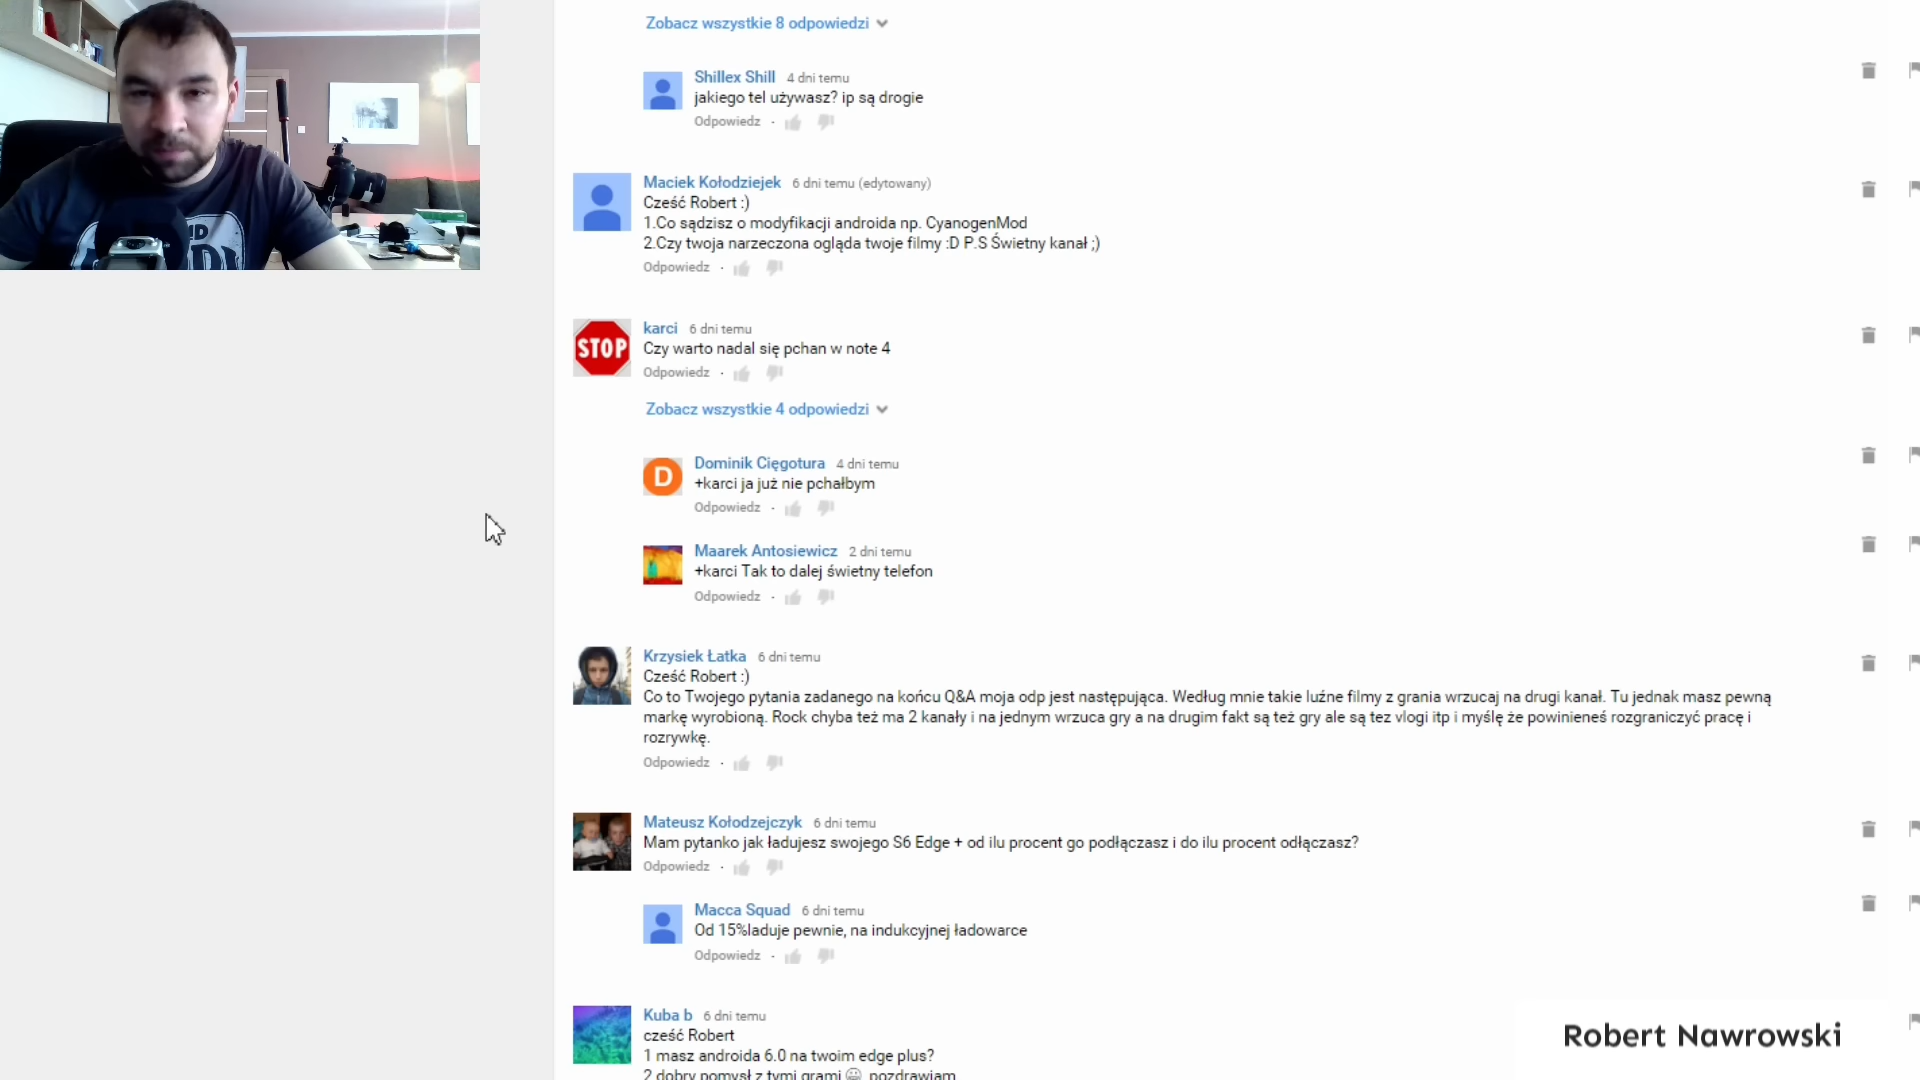 Zobacz wszystkie 8 odpowiedzi
Shillex Shill 4 dni temu
jakiego tel używasz? ip są drogie
Odpowiedz
Maciek Kołodziejek 6 dni temu (edytowany)
Cześć Robert :)
1.Co sądzisz o modyfikacji androida np. CyanogenMod
2.Czy twoja narzeczona ogląda twoje filmy :D P.S Świetny kanał ;)
Odpowiedz
STOP
karci 6 dni temu
Czy warto nadal się pchan w note 4
Odpowiedz
Zobacz wszystkie 4 odpowiedzi
D
Dominik Cięgotura 4 dni temu
+karci ja już nie pchałbym
Odpowiedz
Maarek Antosiewicz 2 dni temu
+karci Tak to dalej świetny telefon
Odpowiedz
Krzysiek Łatka 6 dni temu
Cześć Robert :)
Co to Twojego pytania zadanego na końcu Q&A moja odp jest następująca. Według mnie takie luźne filmy z grania wrzucaj na drugi kanał. Tu jednak masz pewną
markę wyrobioną. Rock chyba też ma 2 kanały i na jednym wrzuca gry a na drugim fakt są też gry ale są tez vlogi itp i myślę że powinieneś rozgraniczyć pracę i
rozrywkę.
Odpowiedz
Mateusz Kołodzejczyk 6 dni temu
Mam pytanko jak ładujesz swojego S6 Edge + od ilu procent go podłączasz i do ilu procent odłączasz?
Odpowiedz
Macca Squad 6 dni temu
Od 15%laduje pewnie, na indukcyjnej ładowarce
Odpowiedz
Kuba b 6 dni temu
cześć Robert
1 masz androida 6.0 na twoim edge plus?
2 dobry pomysł z tymi grami 😀 pozdrawiam
Robert Nawrowski